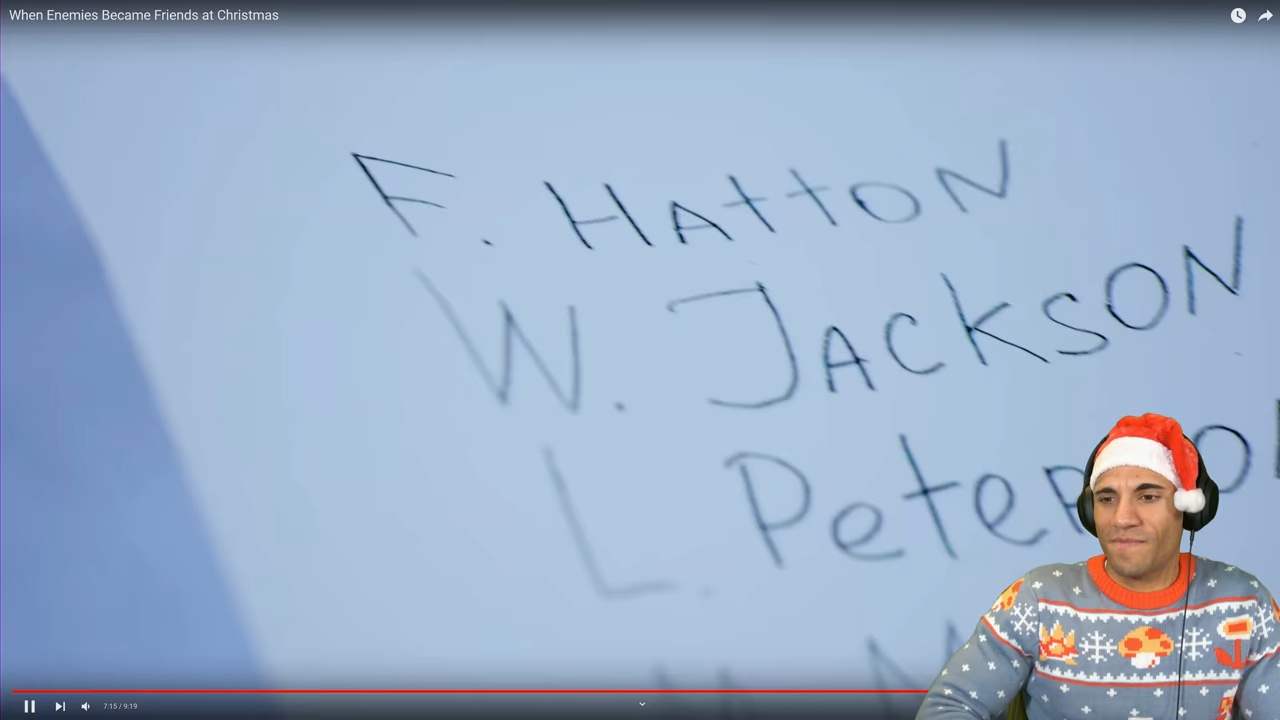 When Enemies Became Friends at Christmas
F. HAttON
W. JACkSON
L.
7:15 / 9:19